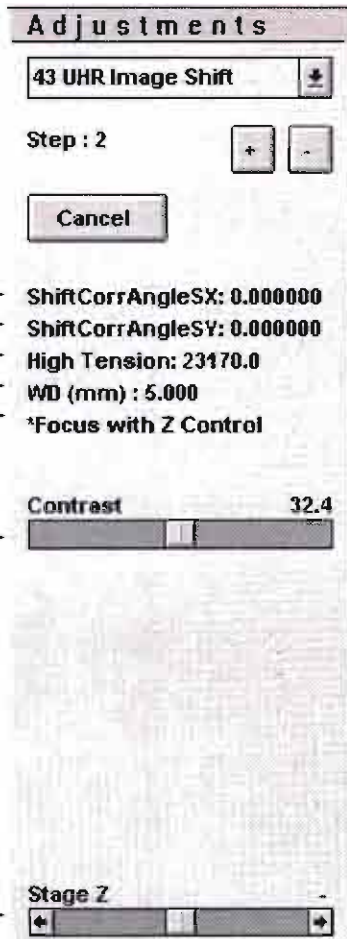 Adjustments
43 UHR Image Shift
Step : 2
+ -
Cancel
ShiftCorrAngleSX: 0.000000
ShiftCorrAngleSY: 0.000000
High Tension: 23170.0
WD (mm) : 5.000
*Focus with Z Control
Contrast 32.4
Stage Z -